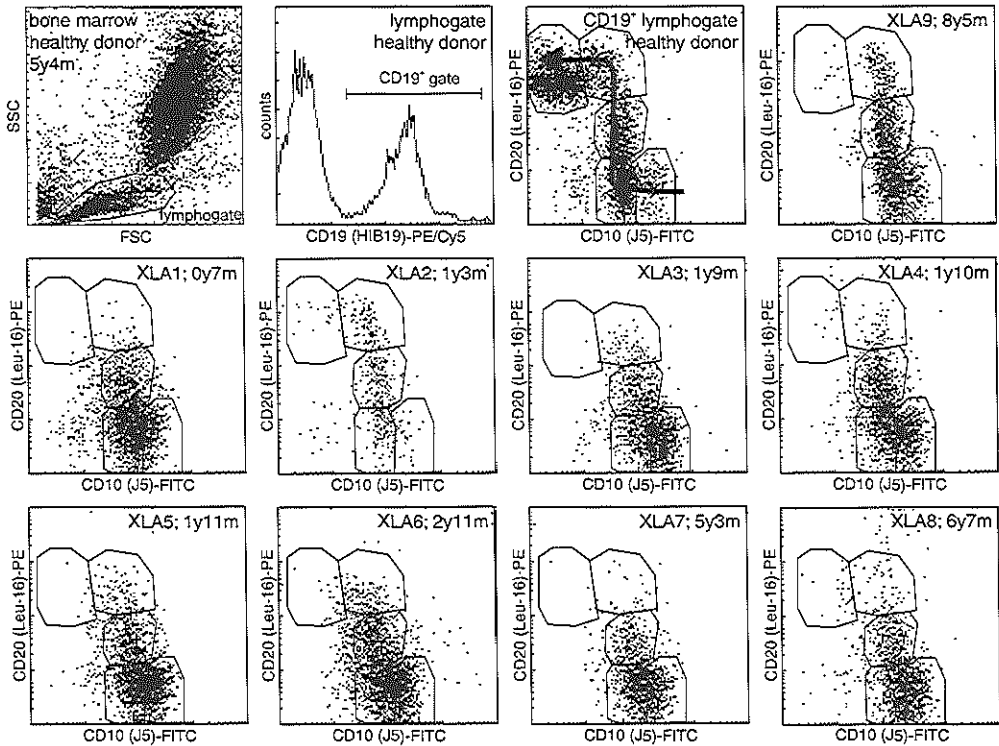 bone marrow
healthy donor
5y4m
SSC
lymphogate
FSC
lymphogate
healthy donor
CD19⁺ gate
counts
CD19 (HIB19)-PE/Cy5
CD19⁺ lymphogate
healthy donor
CD20 (Leu-16)-PE
CD10 (J5)-FITC
XLA9; 8y5m
CD20 (Leu-16)-PE
CD10 (J5)-FITC
XLA1; 0y7m
CD20 (Leu-16)-PE
CD10 (J5)-FITC
XLA2; 1y3m
CD20 (Leu-16)-PE
CD10 (J5)-FITC
XLA3; 1y9m
CD20 (Leu-16)-PE
CD10 (J5)-FITC
XLA4; 1y10m
CD20 (Leu-16)-PE
CD10 (J5)-FITC
XLA5; 1y11m
CD20 (Leu-16)-PE
CD10 (J5)-FITC
XLA6; 2y11m
CD20 (Leu-16)-PE
CD10 (J5)-FITC
XLA7; 5y3m
CD20 (Leu-16)-PE
CD10 (J5)-FITC
XLA8; 6y7m
CD20 (Leu-16)-PE
CD10 (J5)-FITC